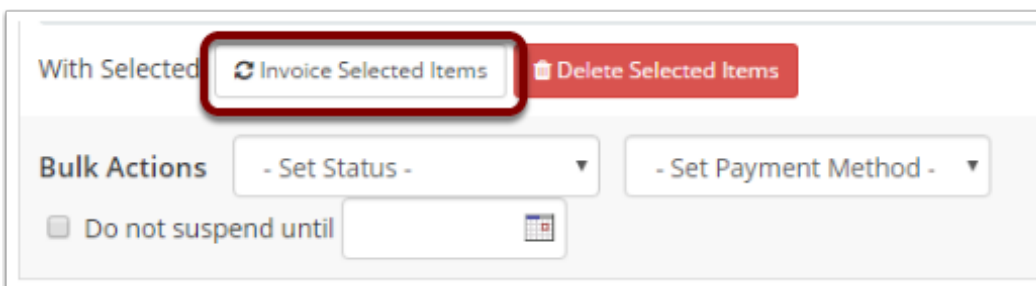 With Selected Invoice Selected Items Delete Selected Items
Bulk Actions - Set Status - - Set Payment Method -
Do not suspend until